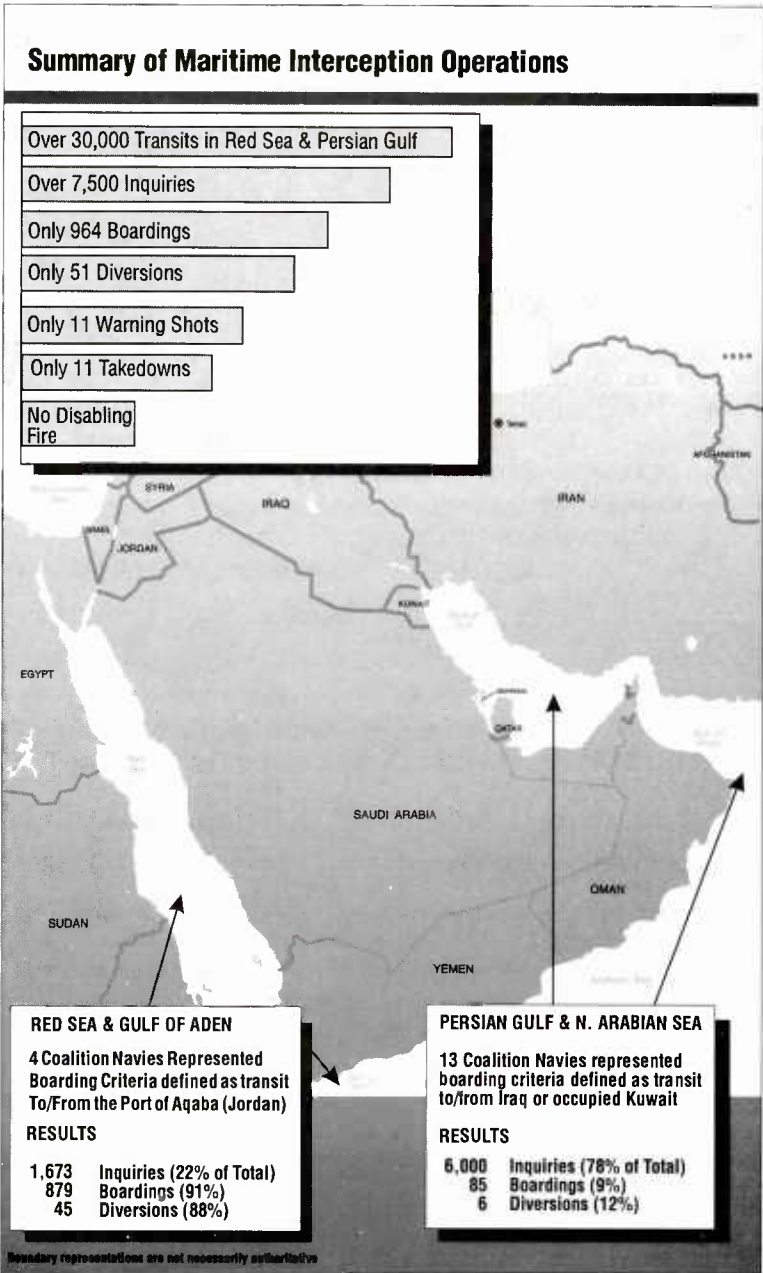 Summary of Maritime Interception Operations
Over 30,000 Transits in Red Sea & Persian Gulf
Over 7,500 Inquiries
Only 964 Boardings
Only 51 Diversions
Only 11 Warning Shots
Only 11 Takedowns
No Disabling
Fire
AFGHANISTAN
SYRIA
IRAQ
IRAN
ISRAEL
JORDAN
KUWAIT
EGYPT
QATAR
SAUDI ARABIA
OMAN
SUDAN
YEMEN
RED SEA & GULF OF ADEN
4 Coalition Navies Represented
Boarding Criteria defined as transit
To/From the Port of Aqaba (Jordan)
RESULTS
1,673 Inquiries (22% of Total)
879 Boardings (91%)
45 Diversions (88%)
PERSIAN GULF & N. ARABIAN SEA
13 Coalition Navies represented
boarding criteria defined as transit
to/from Iraq or occupied Kuwait
RESULTS
6,000 Inquiries (78% of Total)
85 Boardings (9%)
6 Diversions (12%)
Boundary representations are not necessarily authoritative